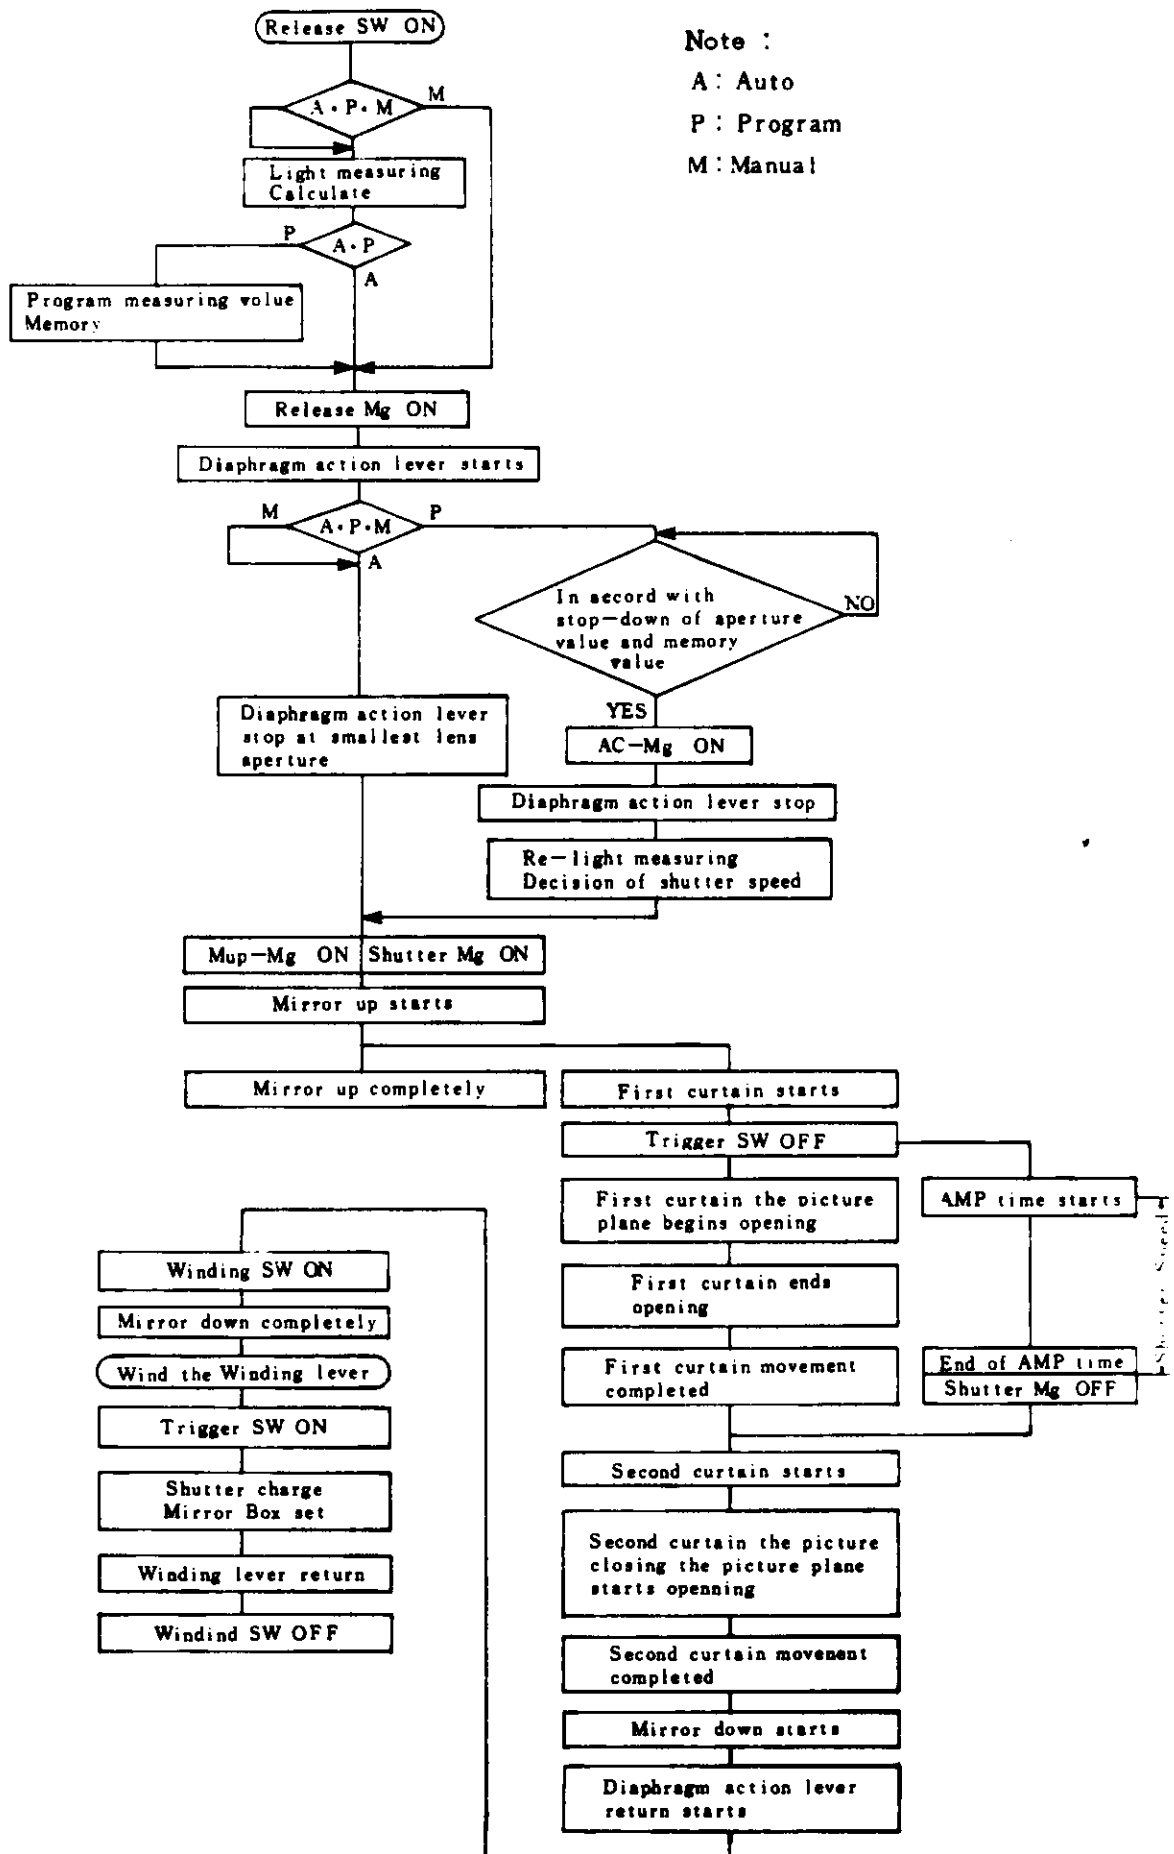 Release SW ON
Note :
A: Auto
P: Program
M: Manual
A・P・M
M
Light measuring
Calculate
P
A・P
A
Program measuring volue
Memory
Release Mg ON
Diaphragm action lever starts
M
A・P・M
P
A
In accord with
stop-down of aperture
value and memory
value
NO
YES
Diaphragm action lever
stop at smallest lens
aperture
AC-Mg ON
Diaphragm action lever stop
Re-light measuring
Decision of shutter speed
Mup-Mg ON
Shutter Mg ON
Mirror up starts
Mirror up completely
First curtain starts
Trigger SW OFF
First curtain the picture
plane begins opening
AMP time starts
Shutter Speed
First curtain ends
opening
First curtain movement
completed
End of AMP time
Shutter Mg OFF
Second curtain starts
Second curtain the picture
closing the picture plane
starts openning
Second curtain movement
completed
Mirror down starts
Diaphragm action lever
return starts
Winding SW ON
Mirror down completely
Wind the Winding lever
Trigger SW ON
Shutter charge
Mirror Box set
Winding lever return
Windind SW OFF